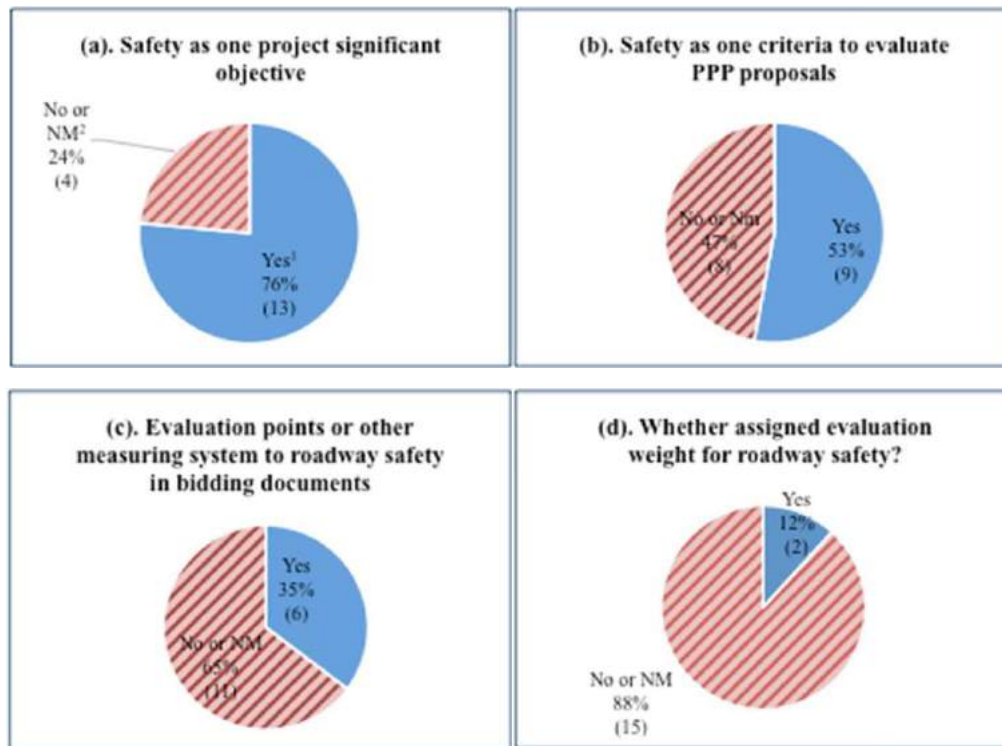 (a). Safety as one project significant
objective
No or
NM²
24%
(4)
Yes¹
76%
(13)
(b). Safety as one criteria to evaluate
PPP proposals
No or Nm
47%
(8)
Yes
53%
(9)
(c). Evaluation points or other
measuring system to roadway safety
in bidding documents
Yes
35%
(6)
No or NM
65%
(11)
(d). Whether assigned evaluation
weight for roadway safety?
Yes
12%
(2)
No or NM
88%
(15)